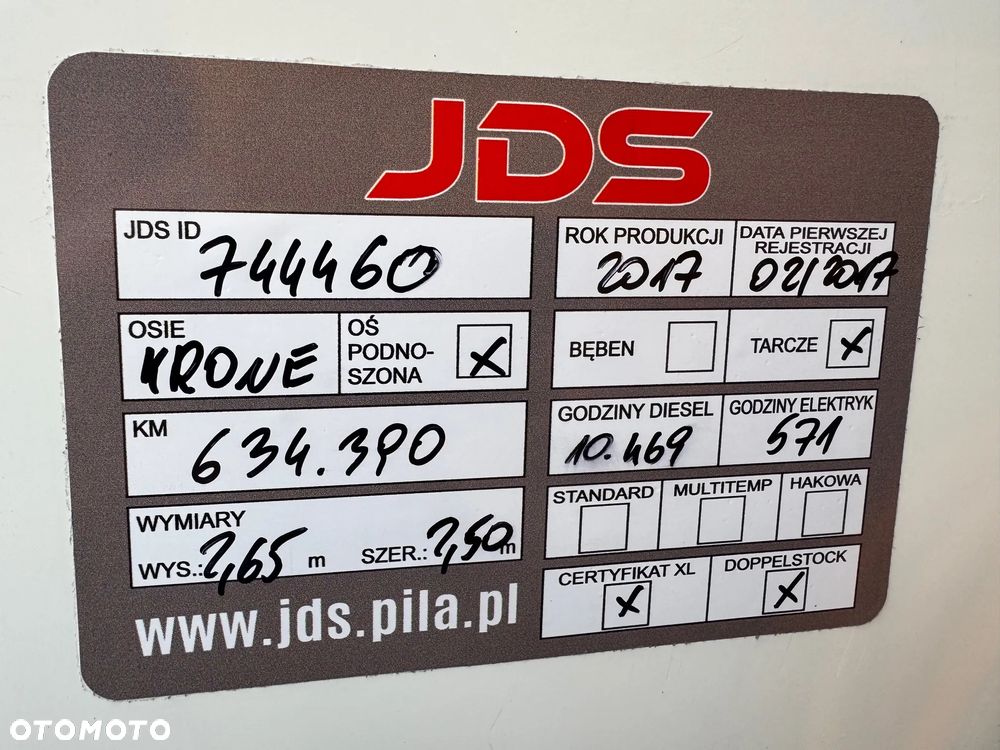 JDS
JDS ID
744460
ROK PRODUKCJI
2017
DATA PIERWSZEJ
REJESTRACJI
02/2017
OSIE
KRONE
OŚ
PODNO-
SZONA
X
BĘBEN
TARCZE
X
KM
634.390
GODZINY DIESEL
10.469
GODZINY ELEKTRYK
571
STANDARD
MULTITEMP
HAKOWA
WYMIARY
WYS.: 2,65 m
SZER.: 2,50 m
CERTYFIKAT XL
X
DOPPELSTOCK
X
www.jds.pila.pl
OTOMOTO